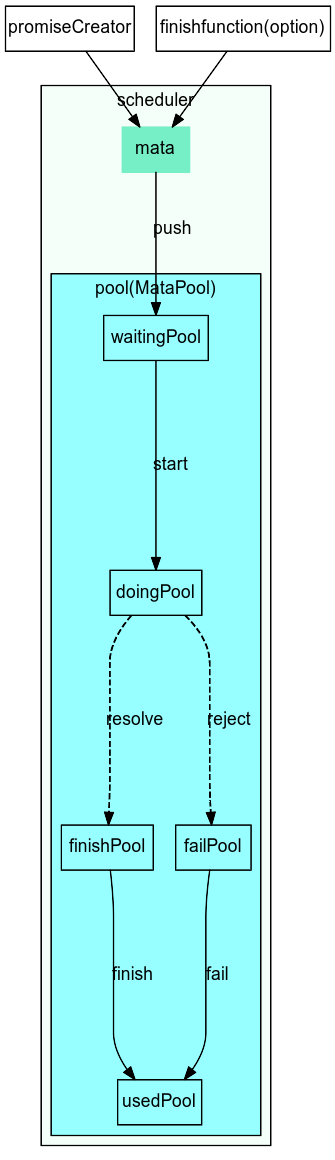 promiseCreator
finishfunction(option)
scheduler
mata
push
pool(MataPool)
waitingPool
start
doingPool
resolve
reject
finishPool
failPool
finish
fail
usedPool